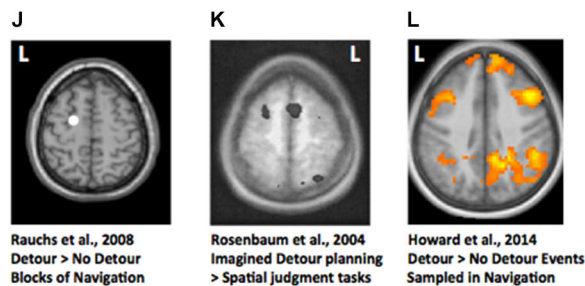 J K L
L L L
Rauchs et al., 2008
Detour > No Detour
Blocks of Navigation
Rosenbaum et al., 2004
Imagined Detour planning
> Spatial judgment tasks
Howard et al., 2014
Detour > No Detour Events
Sampled in Navigation